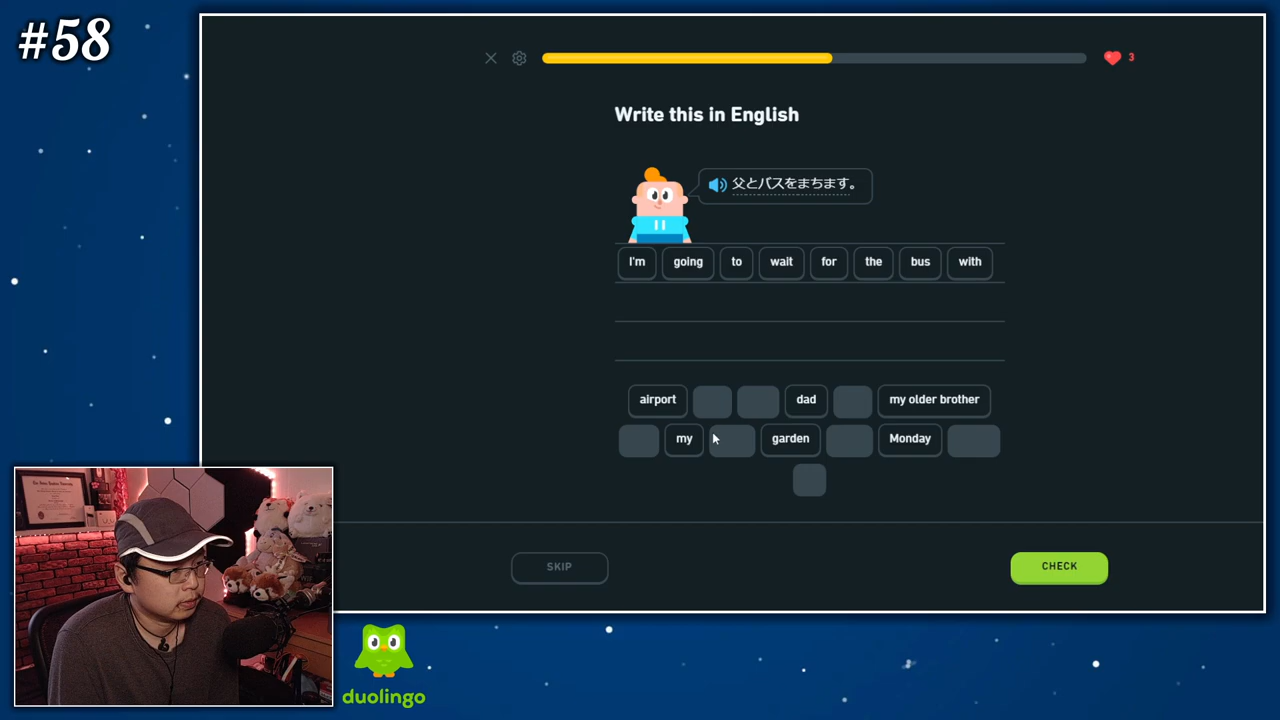 #58
3
Write this in English
父とバスをまちます。
I'm going to wait for the bus with
airport dad my older brother
my garden Monday
SKIP CHECK
duolingo